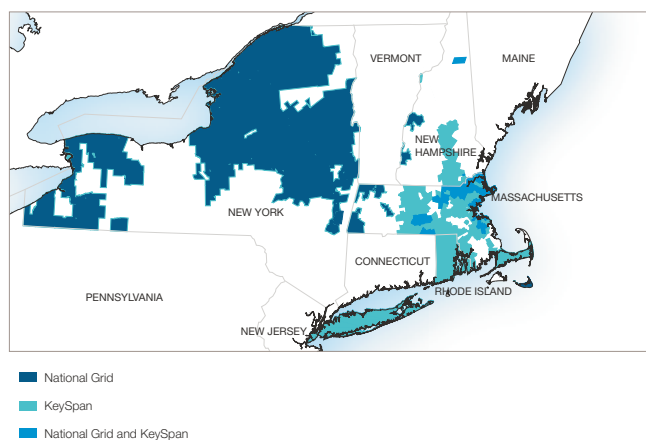 VERMONT
MAINE
NEW
HAMPSHIRE
MASSACHUSETTS
NEW YORK
CONNECTICUT
RHODE ISLAND
PENNSYLVANIA
NEW JERSEY
National Grid
KeySpan
National Grid and KeySpan